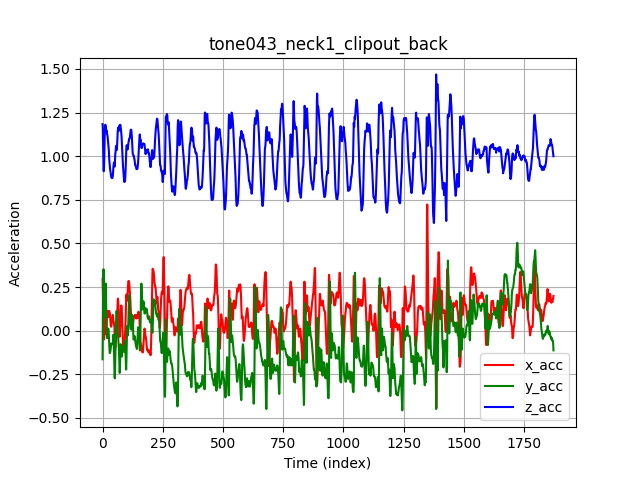 tone043_neck1_clipout_back
1.50
1.25
1.00
0.75
0.50
0.25
0.00
−0.25
−0.50
Acceleration
0 250 500 750 1000 1250 1500 1750
Time (index)
x_acc
y_acc
z_acc